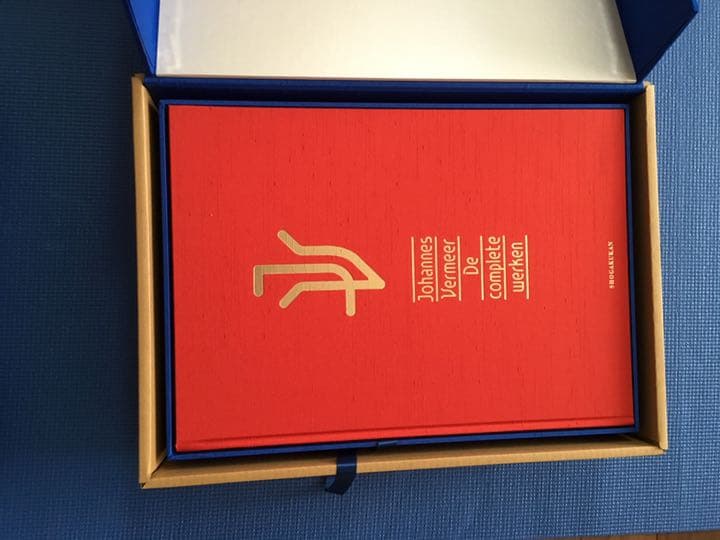 Johannes
Vermeer
De
complete
werken
SHOGAKUKAN